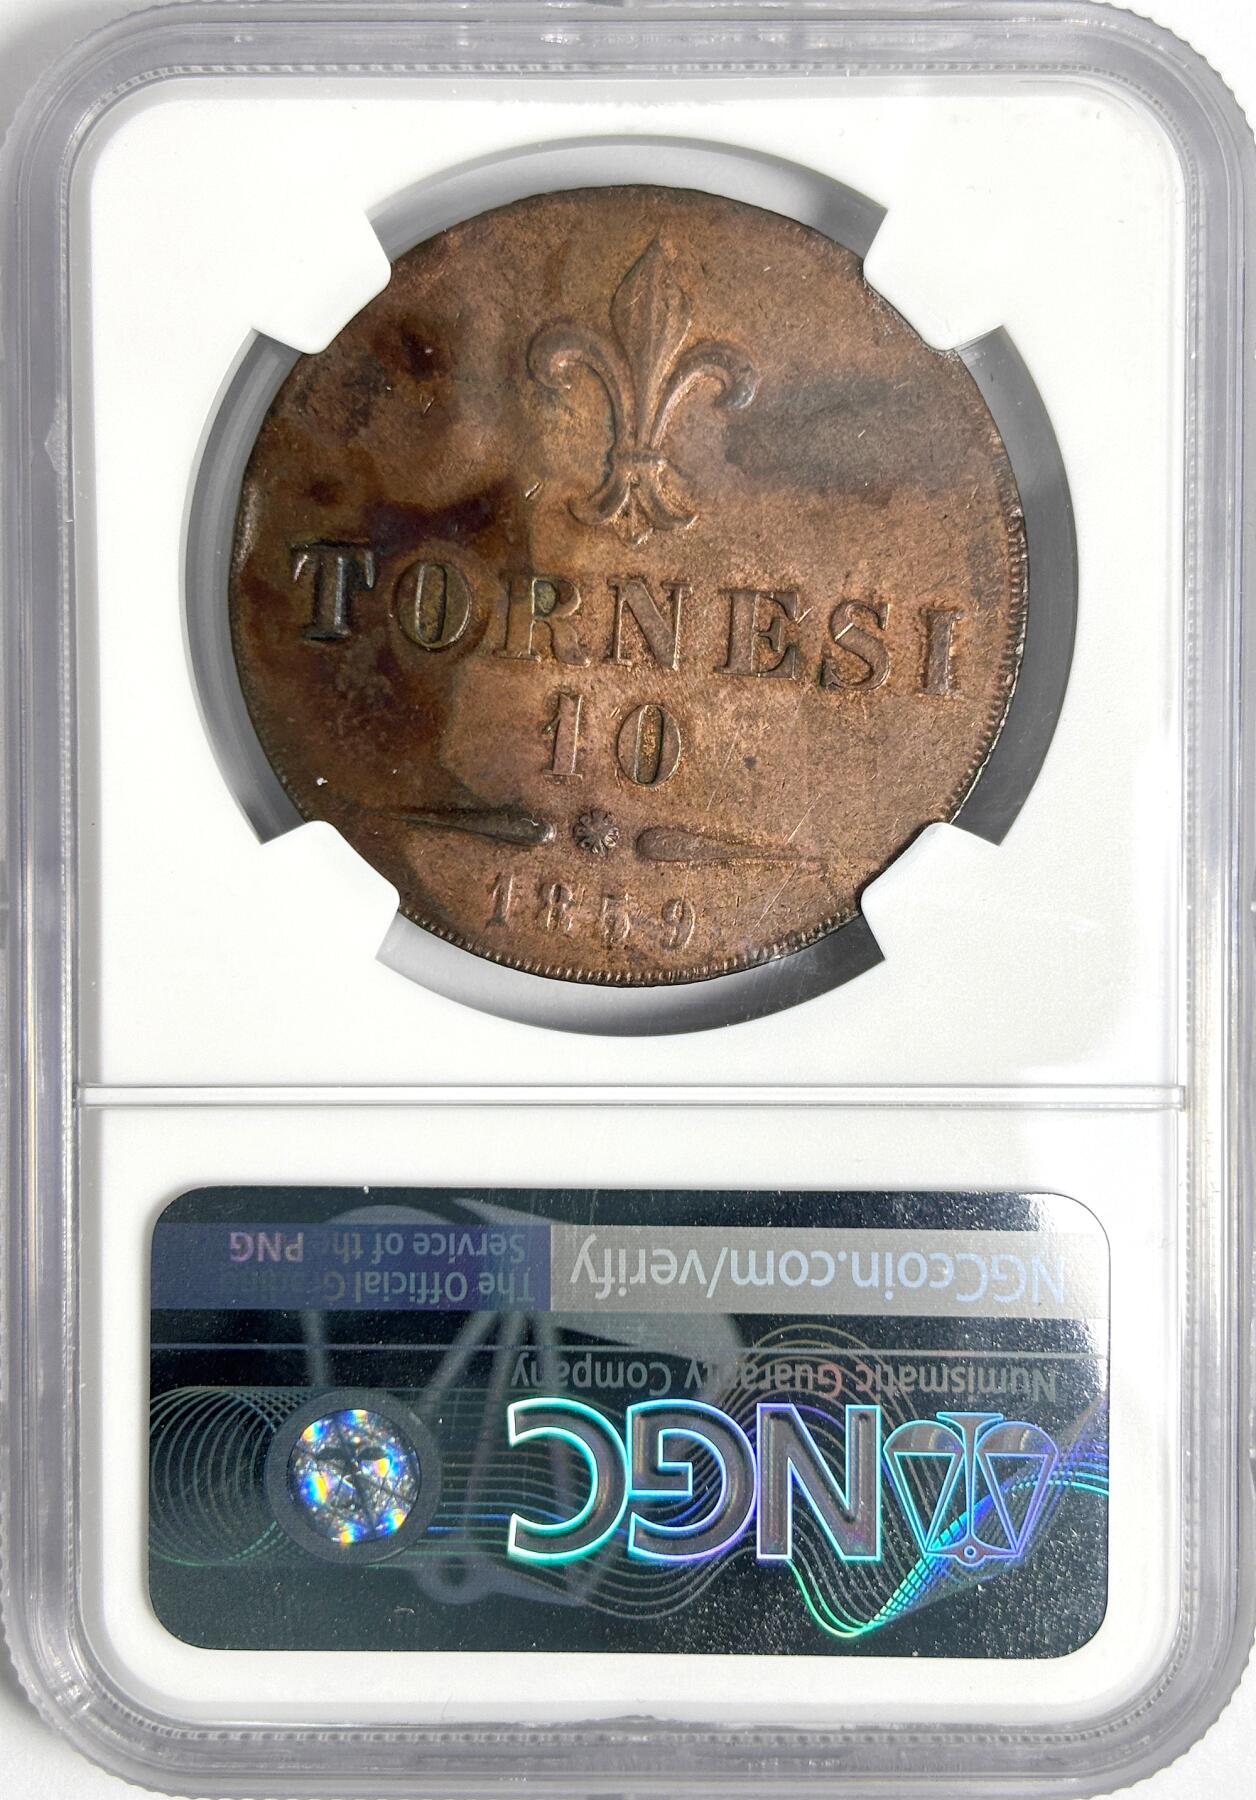 TORNESI
10
1859
NGC
Numismatic Guaranty Company
NGCcoin.com/verify
The Official Grading
Service of the PNG